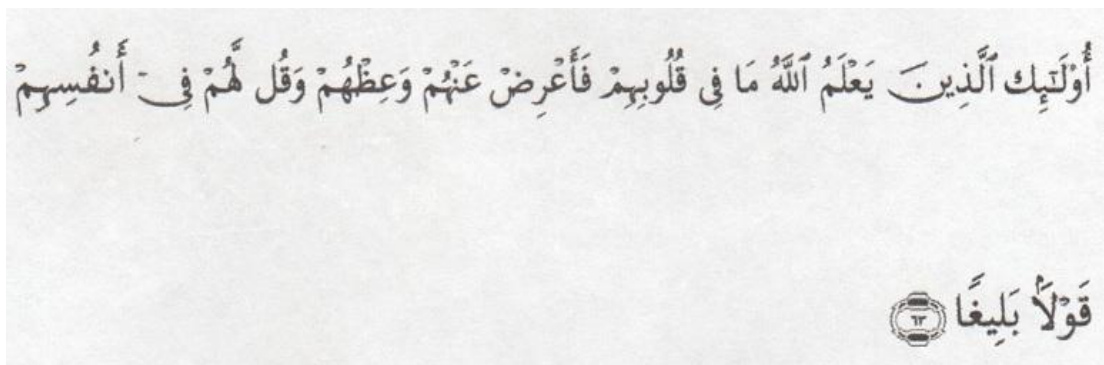 أُوْلَٰٓئِكَ ٱلَّذِينَ يَعْلَمُ ٱللَّهُ مَا فِى قُلُوبِهِمْ فَأَعْرِضْ عَنْهُمْ وَعِظْهُمْ وَقُل لَّهُمْ فِىٓ أَنفُسِهِمْ
قَوْلَۢا بَلِيغًا ٦٣